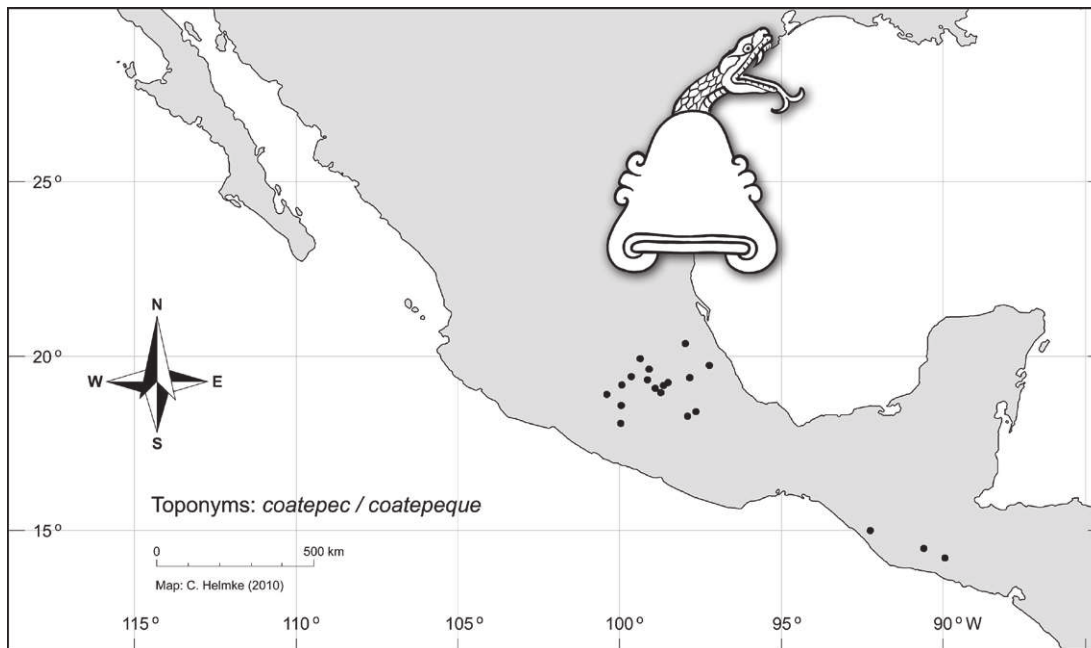 25°
20°
N
W E
S
Toponyms: coatepec / coatepeque
15°
0 500 km
Map: C. Helmke (2010)
115° 110° 105° 100° 95° 90° W